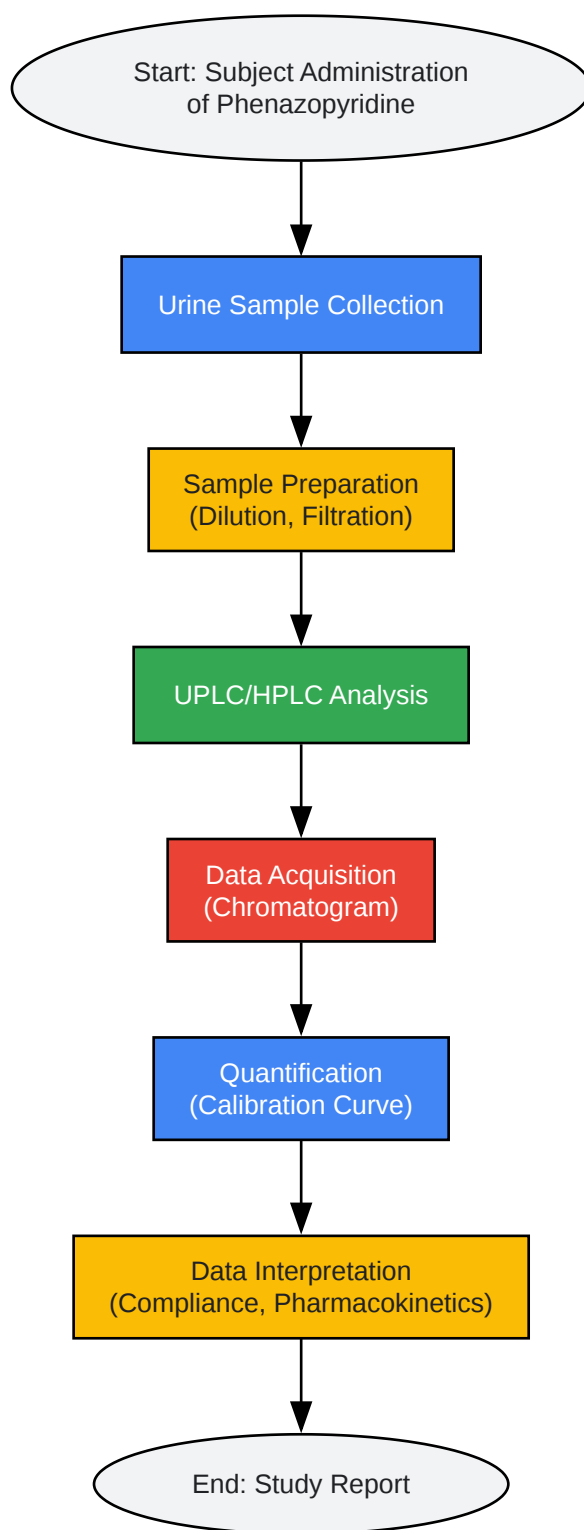 Start: Subject Administration
of Phenazopyridine
Urine Sample Collection
Sample Preparation
(Dilution, Filtration)
UPLC/HPLC Analysis
Data Acquisition
(Chromatogram)
Quantification
(Calibration Curve)
Data Interpretation
(Compliance, Pharmacokinetics)
End: Study Report